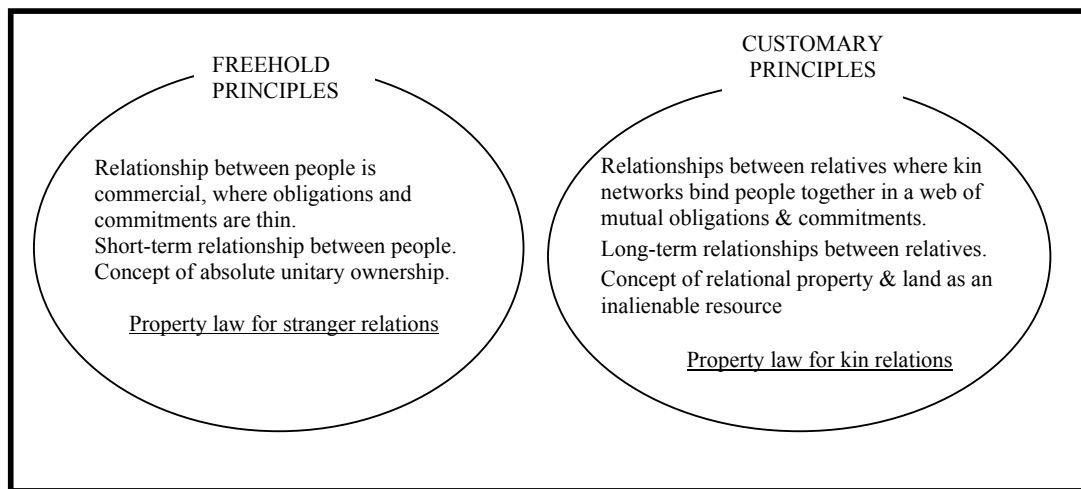 FREEHOLD
PRINCIPLES
Relationship between people is
commercial, where obligations and
commitments are thin.
Short-term relationship between people.
Concept of absolute unitary ownership.
Property law for stranger relations
CUSTOMARY
PRINCIPLES
Relationships between relatives where kin
networks bind people together in a web of
mutual obligations & commitments.
Long-term relationships between relatives.
Concept of relational property & land as an
inalienable resource
Property law for kin relations